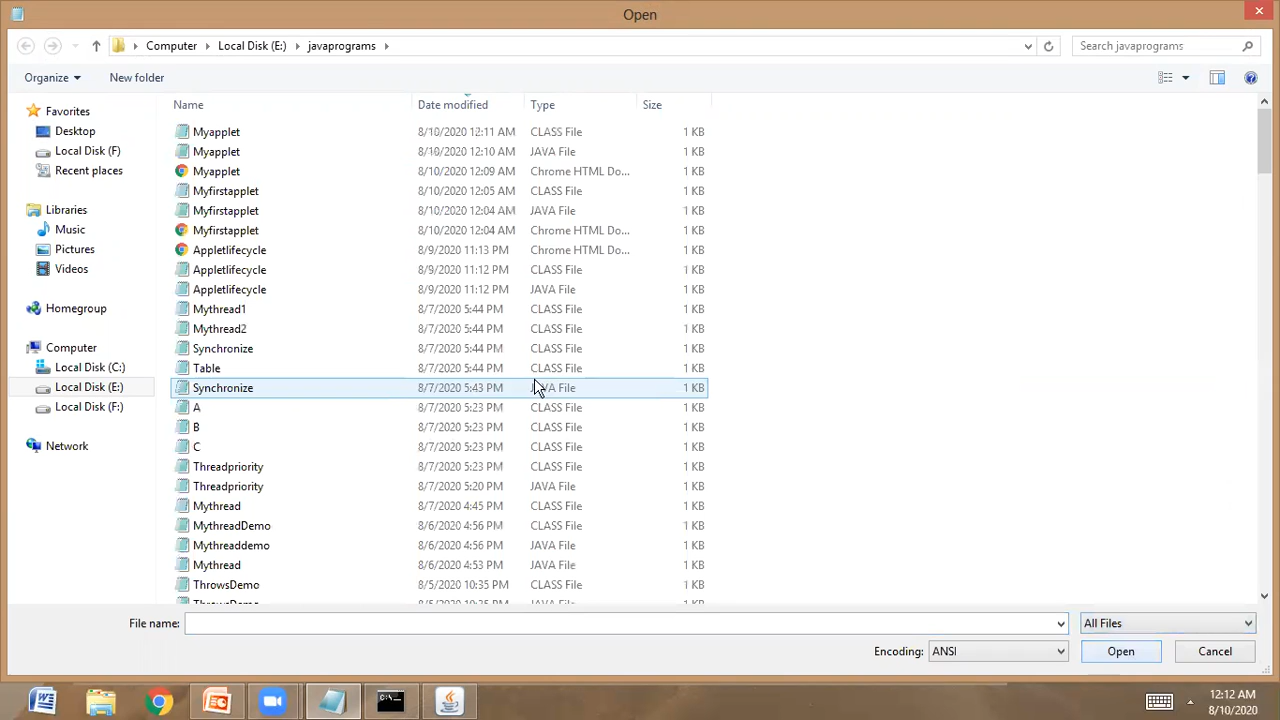 Open
Computer Local Disk (E:) javaprograms Search javaprograms
Organize New folder
Name Date modified Type Size
Favorites
Desktop
Local Disk (F)
Recent places
Libraries
Music
Pictures
Videos
Homegroup
Computer
Local Disk (C:)
Local Disk (E:)
Local Disk (F:)
Network
Myapplet 8/10/2020 12:11 AM CLASS File 1 KB
Myapplet 8/10/2020 12:10 AM JAVA File 1 KB
Myapplet 8/10/2020 12:09 AM Chrome HTML Do... 1 KB
Myfirstapplet 8/10/2020 12:05 AM CLASS File 1 KB
Myfirstapplet 8/10/2020 12:04 AM JAVA File 1 KB
Myfirstapplet 8/10/2020 12:04 AM Chrome HTML Do... 1 KB
Appletlifecycle 8/9/2020 11:13 PM Chrome HTML Do... 1 KB
Appletlifecycle 8/9/2020 11:12 PM CLASS File 1 KB
Appletlifecycle 8/9/2020 11:12 PM JAVA File 1 KB
Mythread1 8/7/2020 5:44 PM CLASS File 1 KB
Mythread2 8/7/2020 5:44 PM CLASS File 1 KB
Synchronize 8/7/2020 5:44 PM CLASS File 1 KB
Table 8/7/2020 5:44 PM CLASS File 1 KB
Synchronize 8/7/2020 5:43 PM JAVA File 1 KB
A 8/7/2020 5:23 PM CLASS File 1 KB
B 8/7/2020 5:23 PM CLASS File 1 KB
C 8/7/2020 5:23 PM CLASS File 1 KB
Threadpriority 8/7/2020 5:23 PM CLASS File 1 KB
Threadpriority 8/7/2020 5:20 PM JAVA File 1 KB
Mythread 8/7/2020 4:45 PM CLASS File 1 KB
MythreadDemo 8/6/2020 4:56 PM CLASS File 1 KB
Mythreaddemo 8/6/2020 4:56 PM JAVA File 1 KB
Mythread 8/6/2020 4:53 PM JAVA File 1 KB
ThrowsDemo 8/5/2020 10:35 PM CLASS File 1 KB
ThrowsDemo 8/5/2020 10:35 PM JAVA File 1 KB
File name: All Files
Encoding: ANSI Open Cancel
12:12 AM
8/10/2020